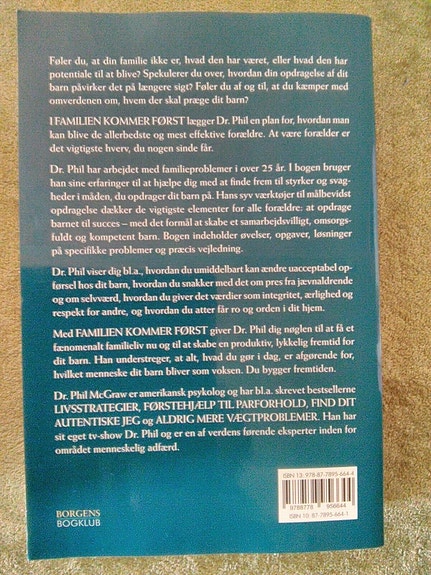 Føler du, at din familie ikke er, hvad den har været, eller hvad den har
potentiale til at blive? Spekulerer du over, hvordan din opdragelse af dit
barn påvirker det på længere sigt? Føler du af og til, at du kæmper med
omverdenen om, hvem der skal præge dit barn?
I FAMILIEN KOMMER FØRST lægger Dr. Phil en plan for, hvordan man
kan blive de allerbedste og mest effektive forældre. At være forælder er
det vigtigste hverv, du nogen sinde får.
Dr. Phil har arbejdet med familieproblemer i over 25 år. I bogen bruger
han sine erfaringer til at hjælpe dig med at finde frem til styrker og svag-
heder i måden, du opdrager dit barn på. Hans syv værktøjer til målbevidst
opdragelse dækker de vigtigste elementer for alle forældre: at opdrage
barnet til succes – med det formål at skabe et samarbejdsvilligt, omsorgs-
fuldt og kompetent barn. Bogen indeholder øvelser, opgaver, løsninger
på specifikke problemer og præcis vejledning.
Dr. Phil viser dig bl.a., hvordan du umiddelbart kan ændre uacceptabel op-
førsel hos dit barn, hvordan du snakker med det om pres fra jævnaldrende
og om selvværd, hvordan du giver det værdier som integritet, ærlighed og
respekt for andre, og hvordan du atter får ro og orden i dit hjem.
Med FAMILIEN KOMMER FØRST giver Dr. Phil dig nøglen til at få et
fænomenalt familieliv nu og til at skabe en produktiv, lykkelig fremtid for
dit barn. Han understreger, at alt, hvad du gør i dag, er afgørende for,
hvilket menneske dit barn bliver som voksen. Du bygger fremtiden.
Dr. Phil McGraw er amerikansk psykolog og har bl.a. skrevet bestsellerne
LIVSSTRATEGIER, FØRSTEHJÆLP TIL PARFORHOLD, FIND DIT
AUTENTISKE JEG og ALDRIG MERE VÆGTPROBLEMER. Han har
sit eget tv-show Dr. Phil og er en af verdens førende eksperter inden for
området menneskelig adfærd.
ISBN 13: 978-87-7895-664-4
9788778 956644
ISBN 10: 87-7895-664-1
BORGENS
BOGKLUB